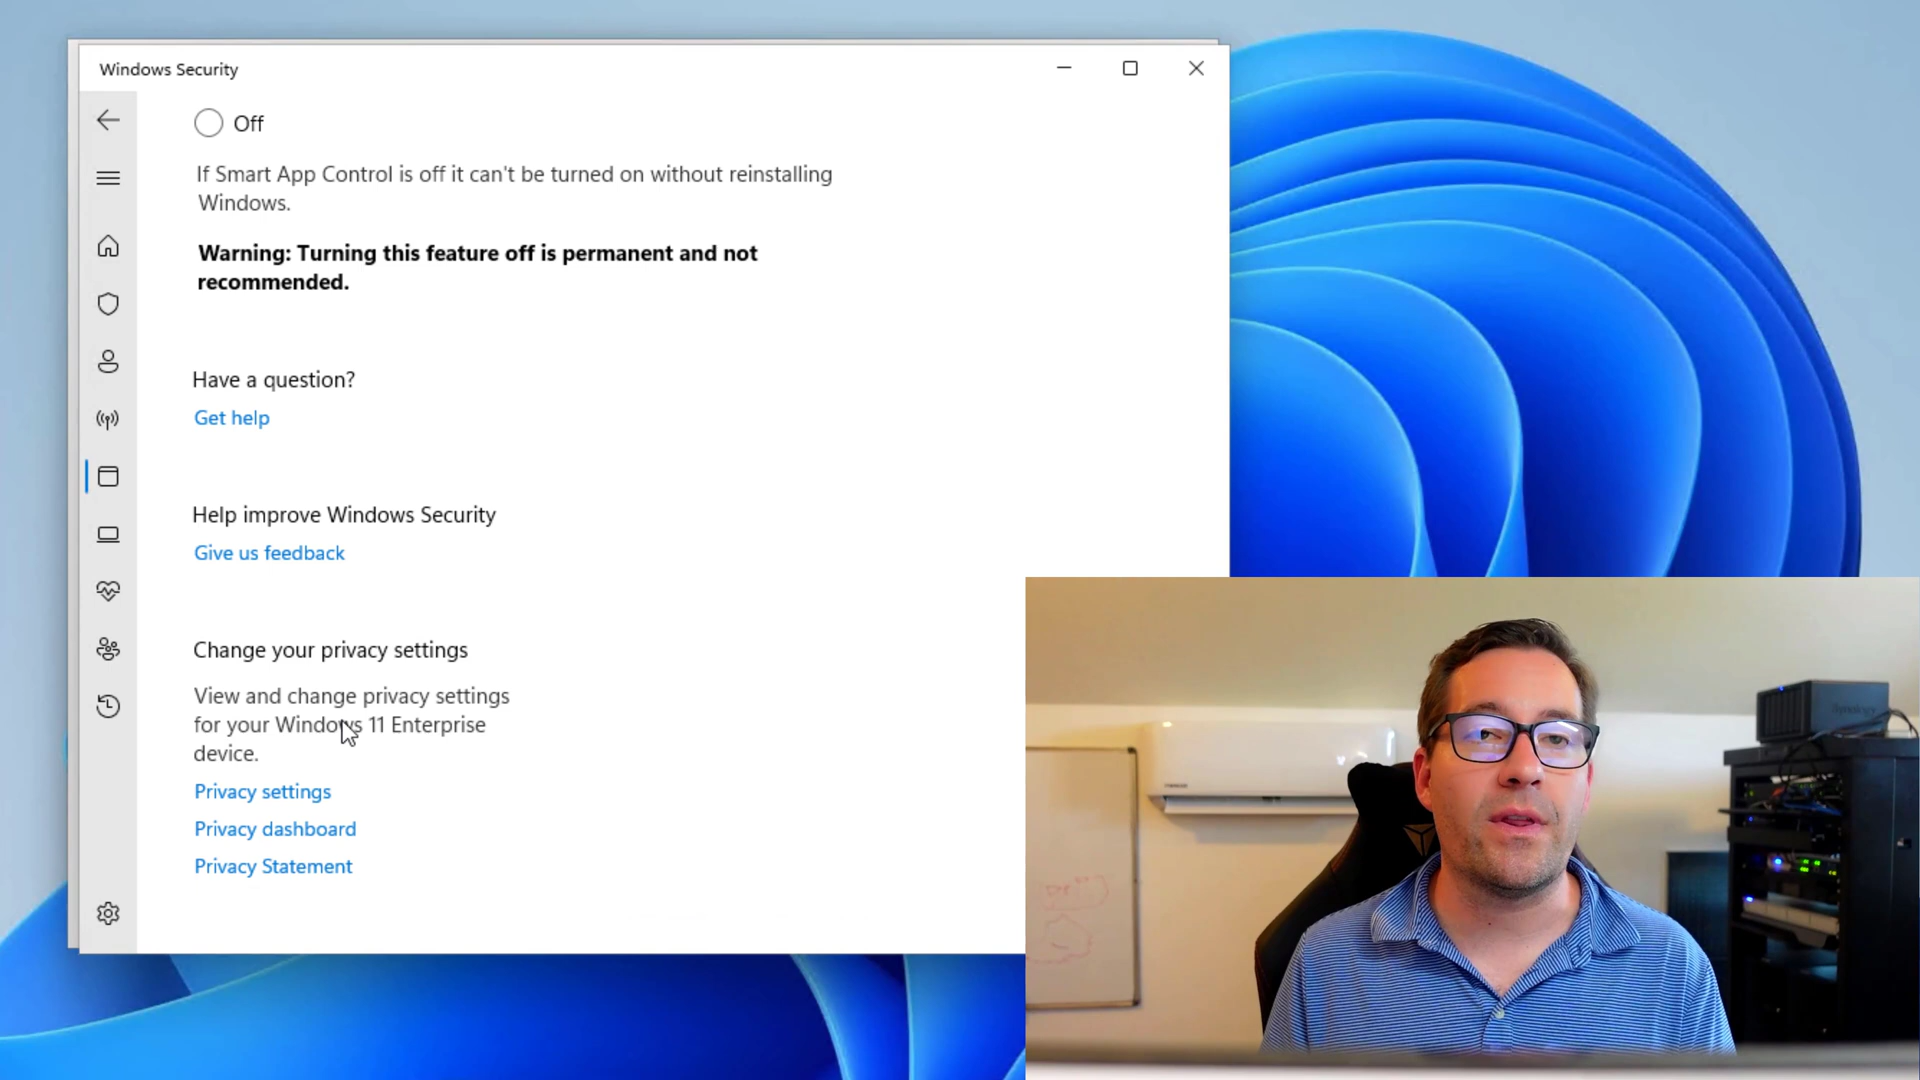 Windows Security
Off
If Smart App Control is off it can't be turned on without reinstalling
Windows.
Warning: Turning this feature off is permanent and not
recommended.
Have a question?
Get help
Help improve Windows Security
Give us feedback
Change your privacy settings
View and change privacy settings
for your Windows 11 Enterprise
device.
Privacy settings
Privacy dashboard
Privacy Statement
Synology